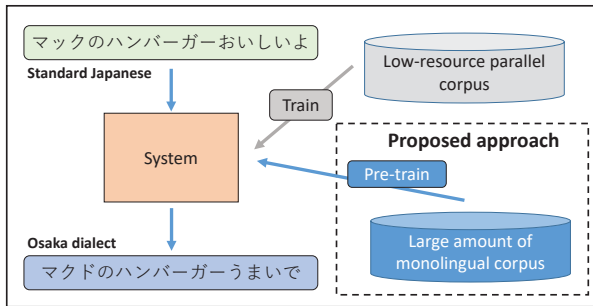 マックのハンバーガーおいしいよ
Standard Japanese
System
Osaka dialect
マクドのハンバーガーうまいで
Low-resource parallel
corpus
Train
Proposed approach
Pre-train
Large amount of
monolingual corpus